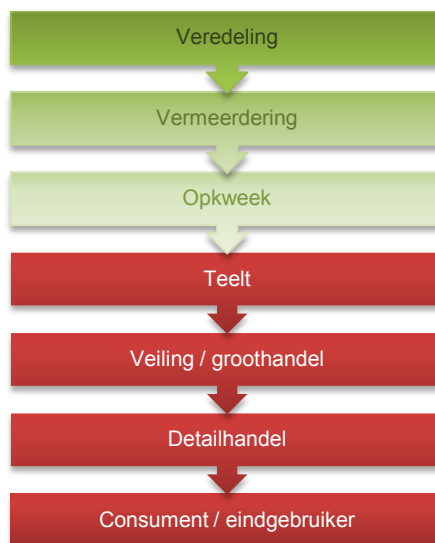 Veredeling
Vermeerdering
Opkweek
Teelt
Veiling / groothandel
Detailhandel
Consument / eindgebruiker